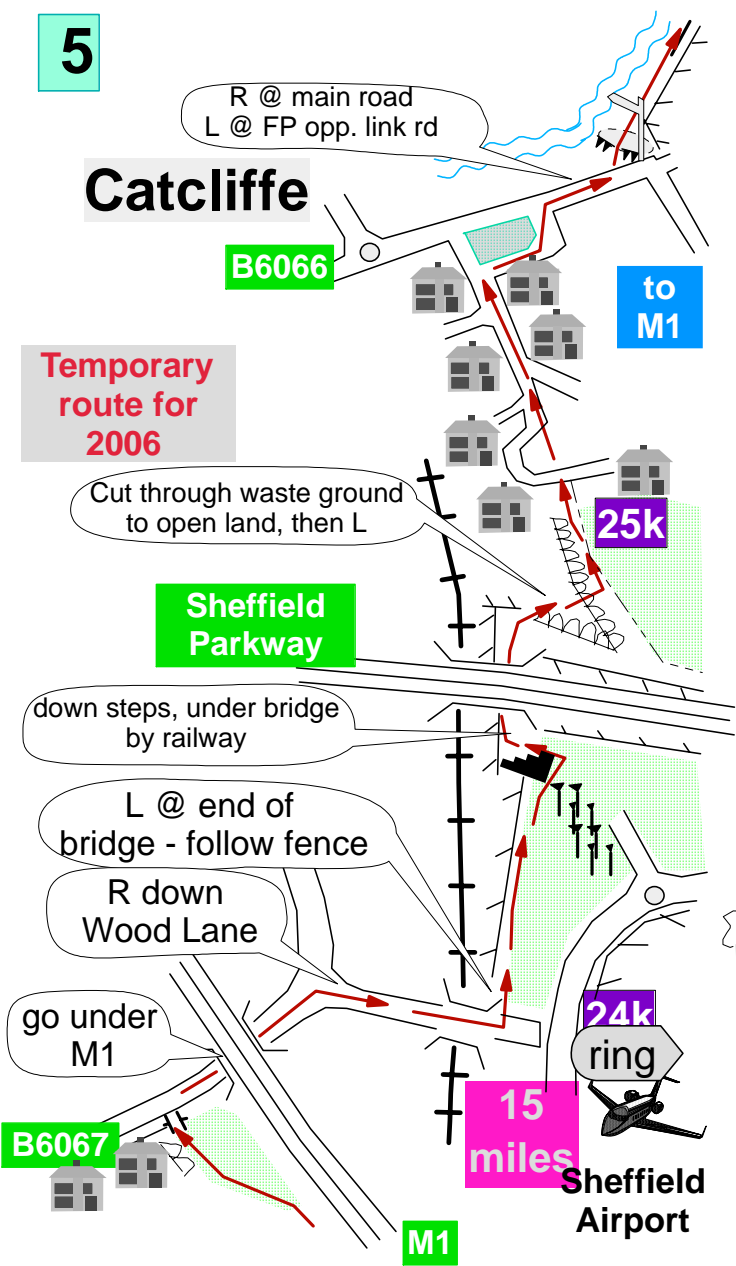 5
R @ main road
L @ FP opp. link rd
Catcliffe
B6066
to
M1
Temporary
route for
2006
Cut through waste ground
to open land, then L
25k
Sheffield
Parkway
down steps, under bridge
by railway
L @ end of
bridge - follow fence
R down
Wood Lane
go under
M1
24k
ring
15
miles
B6067
Sheffield
Airport
M1